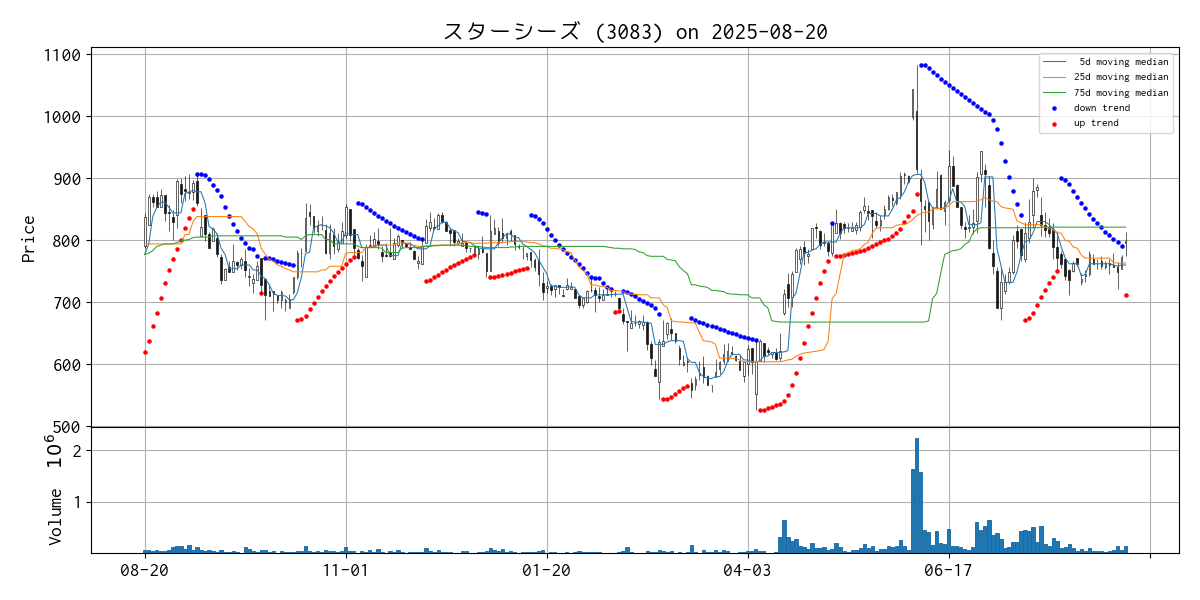 スターシーズ (3083) on 2025-08-20
1100
1000
900
800
700
600
500
Price
5d moving median
25d moving median
75d moving median
down trend
up trend
2
1
Volume 10^6
08-20
11-01
01-20
04-03
06-17